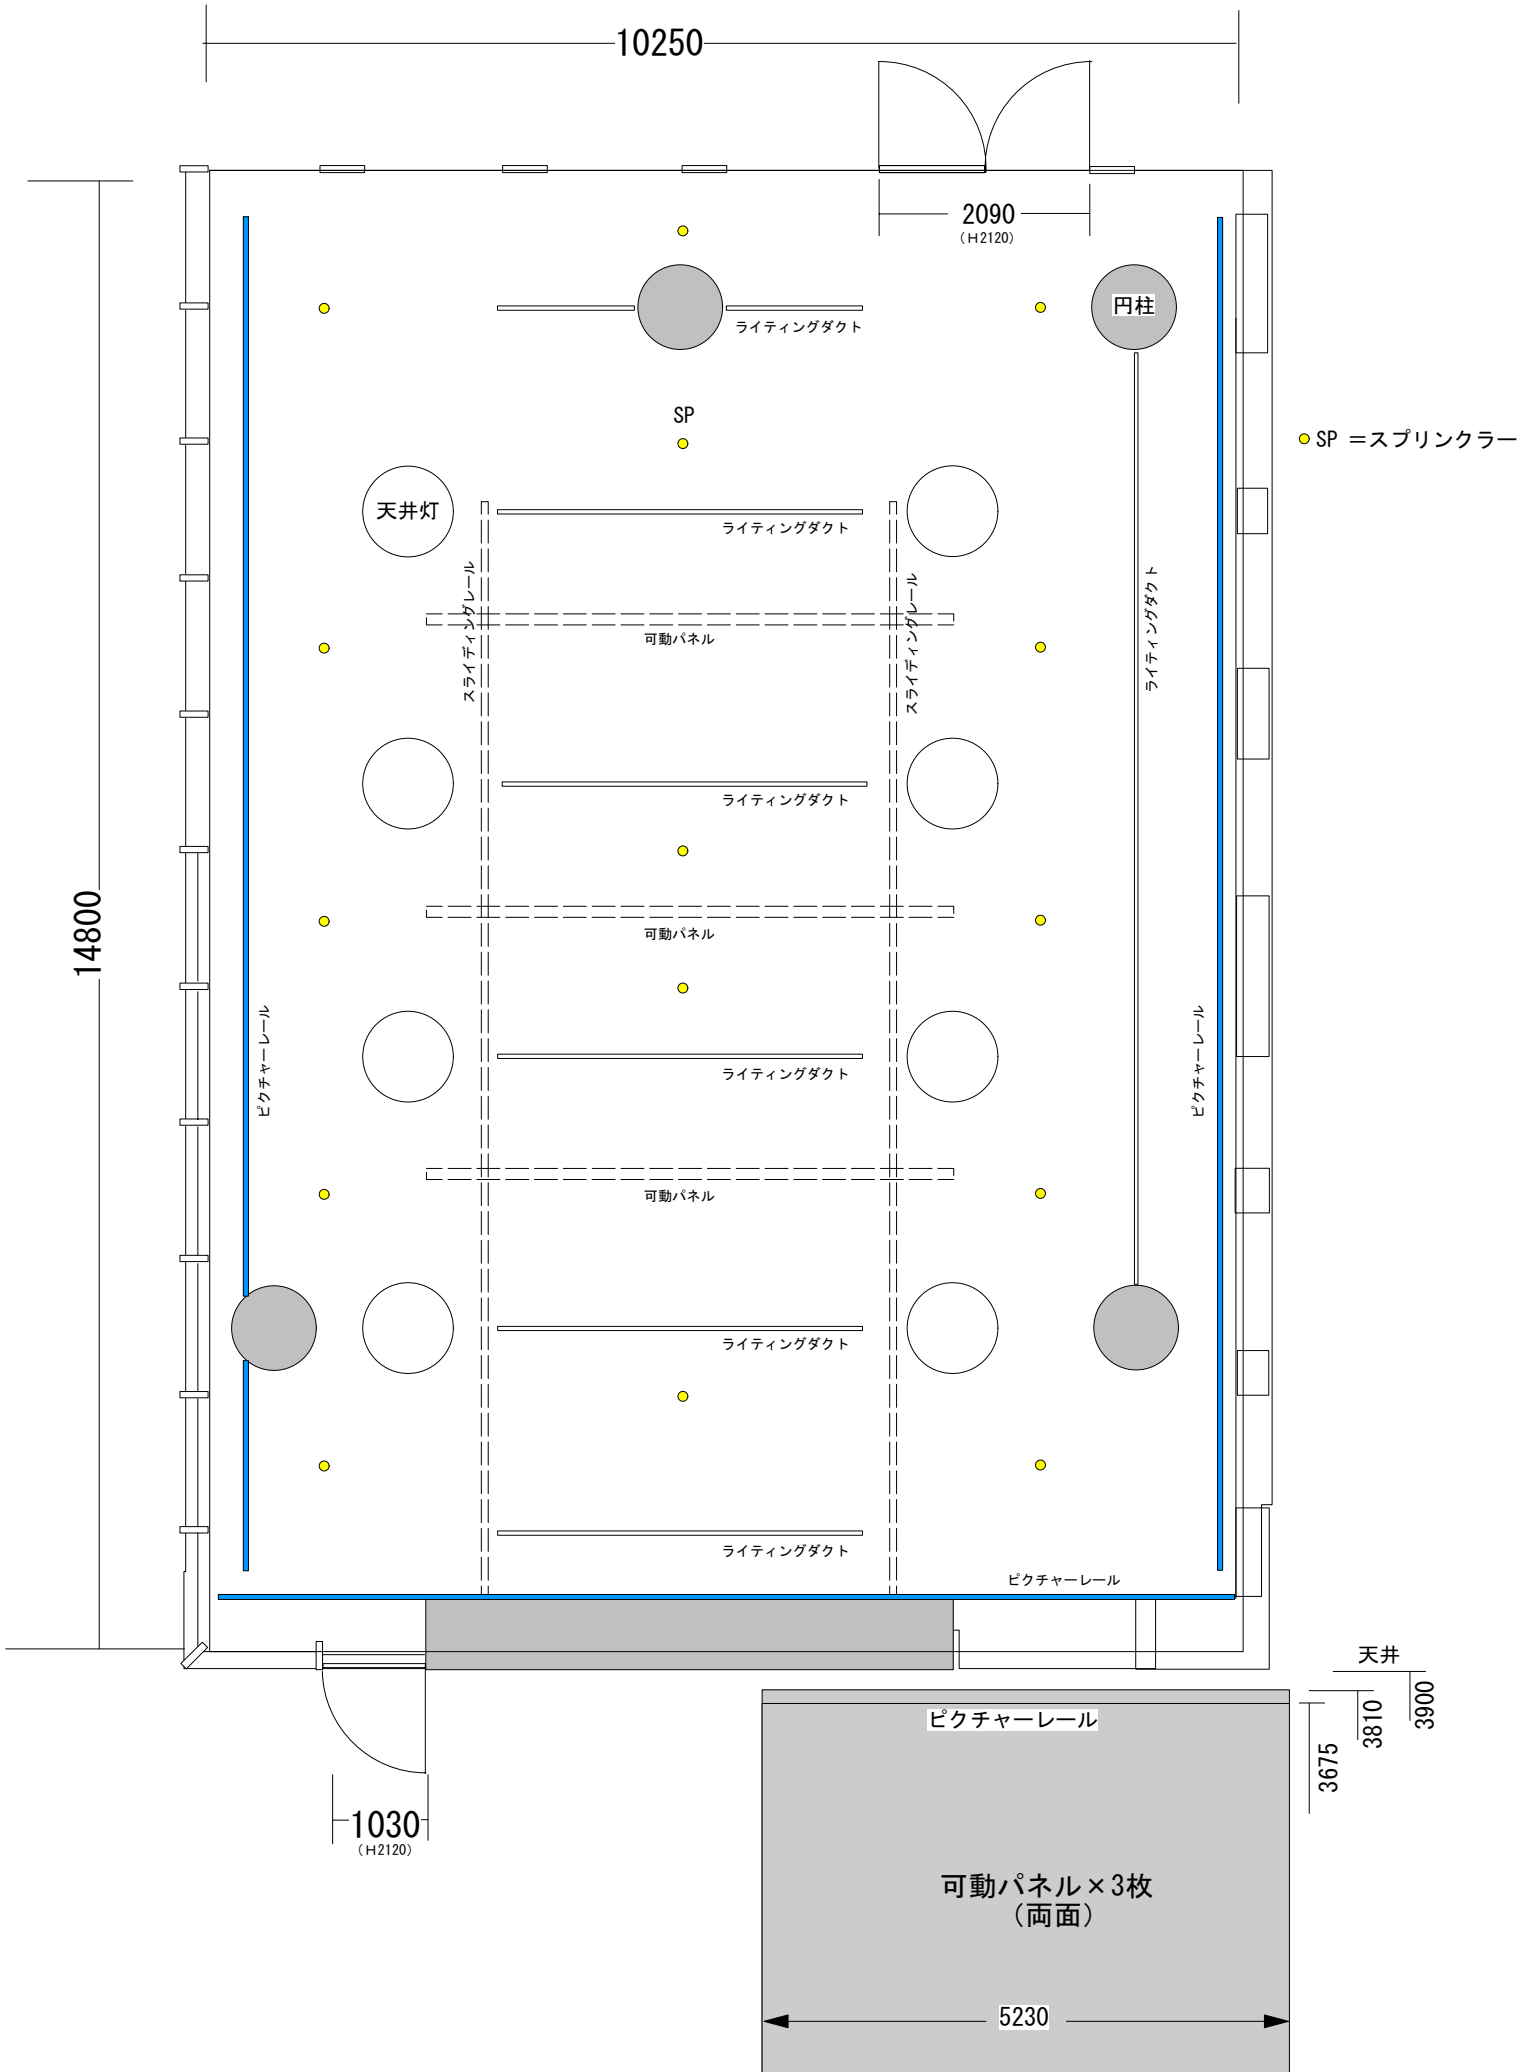 10250
2090
(H2120)
円柱
ライティングダクト
SP
SP =スプリンクラー
天井灯
ライティングダクト
スライディングレール
スライディングレール
ライティングダクト
可動パネル
ライティングダクト
14800
可動パネル
ピクチャーレール
ピクチャーレール
ライティングダクト
可動パネル
ライティングダクト
ライティングダクト
ピクチャーレール
天井
3900
3810
3675
ピクチャーレール
1030
(H2120)
可動パネル×3枚
(両面)
5230